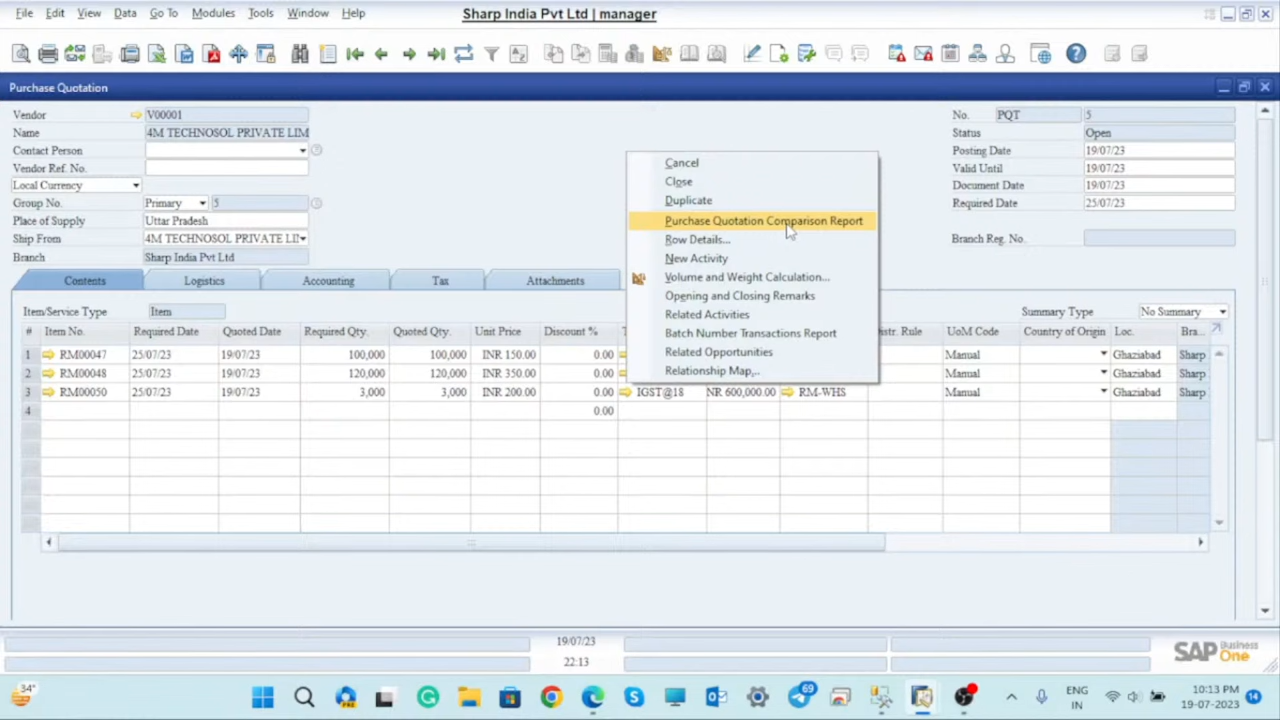 File Edit View Data Go To Modules Tools Window Help
Sharp India Pvt Ltd | manager
Purchase Quotation
Vendor V00001
Name 4M TECHNOSOL PRIVATE LIM
Contact Person
Vendor Ref. No.
Local Currency
Group No. Primary 5
Place of Supply Uttar Pradesh
Ship From 4M TECHNOSOL PRIVATE LI
Branch Sharp India Pvt Ltd
No. PQT 5
Status Open
Posting Date 19/07/23
Valid Until 19/07/23
Document Date 19/07/23
Required Date 25/07/23
Branch Reg. No.
Cancel
Close
Duplicate
Purchase Quotation Comparison Report
Row Details...
New Activity
Volume and Weight Calculation...
Opening and Closing Remarks
Related Activities
Batch Number Transactions Report
Related Opportunities
Relationship Map...
Contents Logistics Accounting Tax Attachments
Item/Service Type Item Summary Type No Summary
# Item No. Required Date Quoted Date Required Qty. Quoted Qty. Unit Price Discount % Distr. Rule UoM Code Country of Origin Loc. Bra...
1 RM00047 25/07/23 19/07/23 100,000 100,000 INR 150.00 0.00 Manual Ghaziabad Sharp
2 RM00048 25/07/23 19/07/23 120,000 120,000 INR 350.00 0.00 Manual Ghaziabad Sharp
3 RM00050 25/07/23 19/07/23 3,000 3,000 INR 200.00 0.00 IGST@18 NR 600,000.00 RM-WHS Manual Ghaziabad Sharp
4 0.00
19/07/23
22:13
SAP Business One
34°
69
ENG
IN
10:13 PM
19-07-2023
14